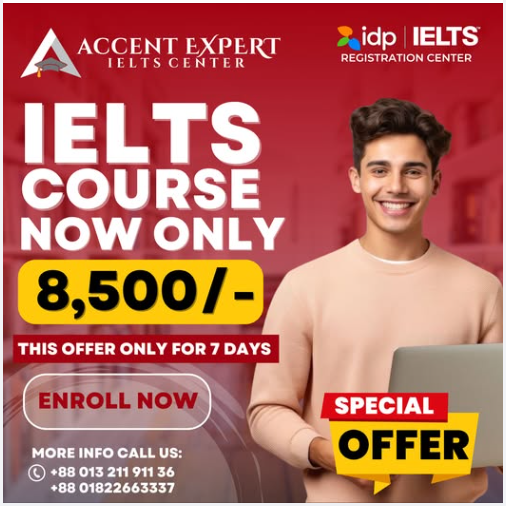 ACCENT EXPERT
IELTS CENTER
idp | IELTS™
REGISTRATION CENTER
IELTS
COURSE
NOW ONLY
8,500/-
THIS OFFER ONLY FOR 7 DAYS
ENROLL NOW
SPECIAL
OFFER
MORE INFO CALL US:
+88 013 211 911 36
+88 01822663337